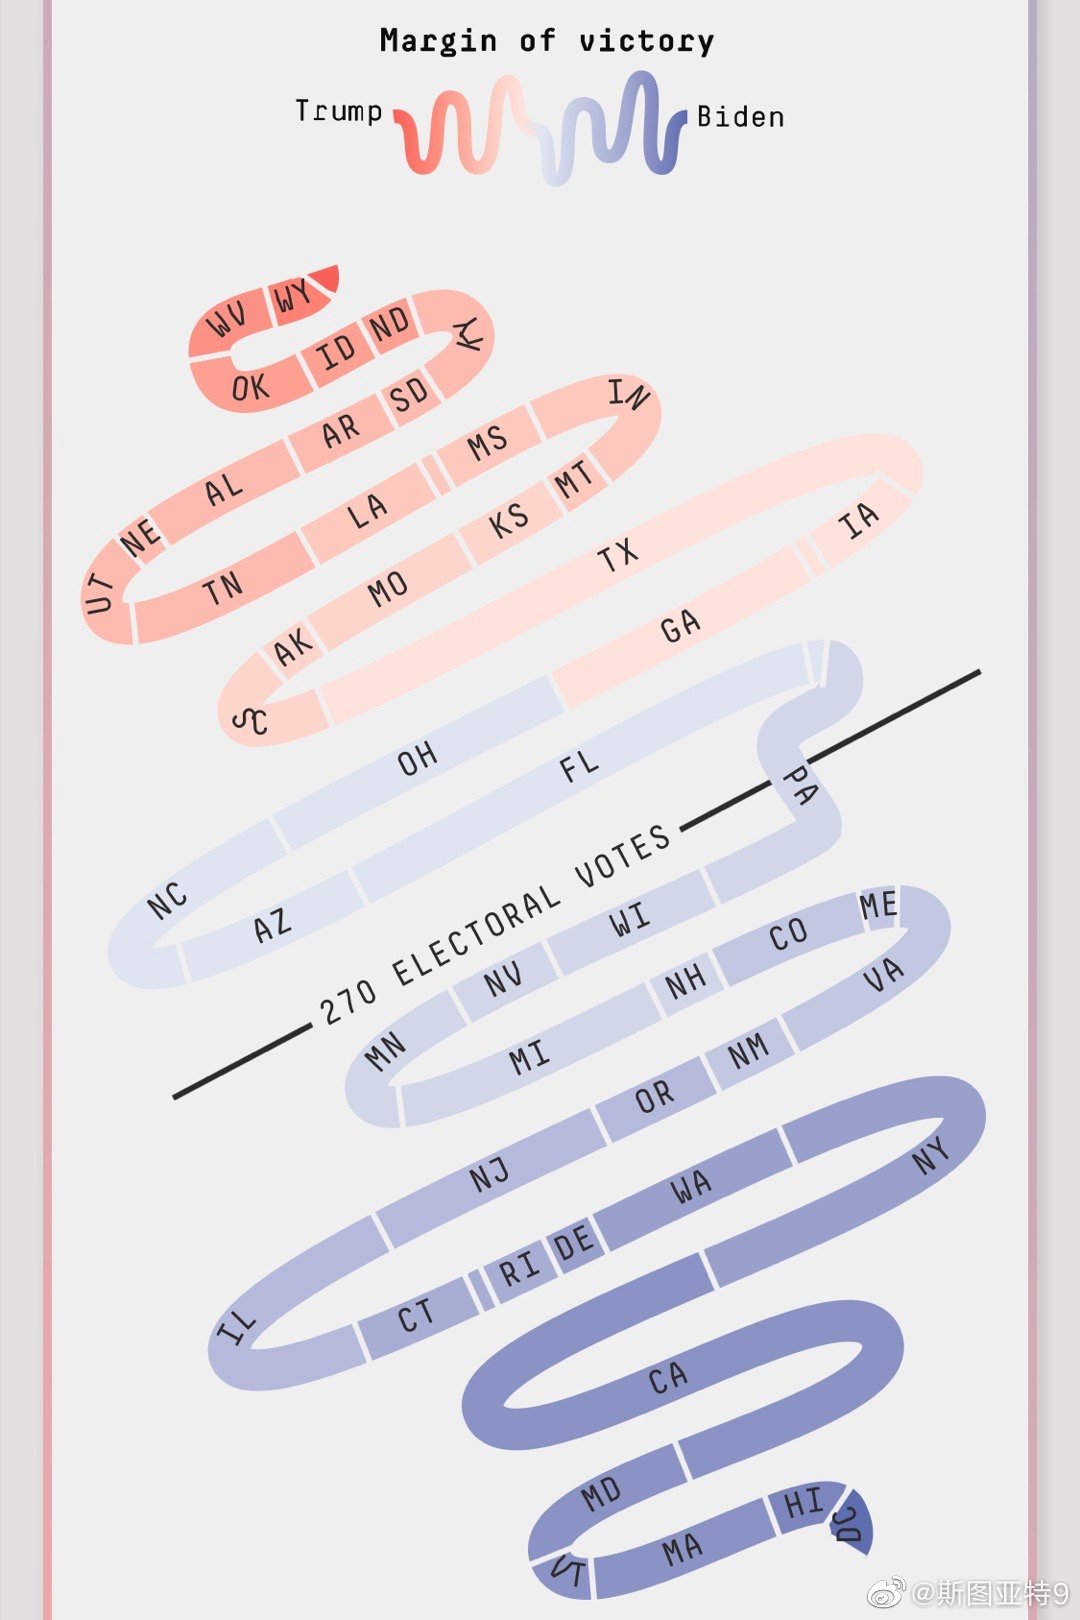 Margin of victory
Trump
Biden
WY
WV
OK
ID
ND
KY
SD
AR
AL
NE
UT
TN
LA
MS
IN
MT
KS
MO
AK
SC
TX
IA
GA
OH
NC
AZ
FL
PA
270 ELECTORAL VOTES
WI
NV
MN
MI
NH
CO
ME
VA
NM
OR
NJ
IL
CT
RI
DE
WA
NY
CA
MD
VT
MA
HI
DC
@斯图亚特9